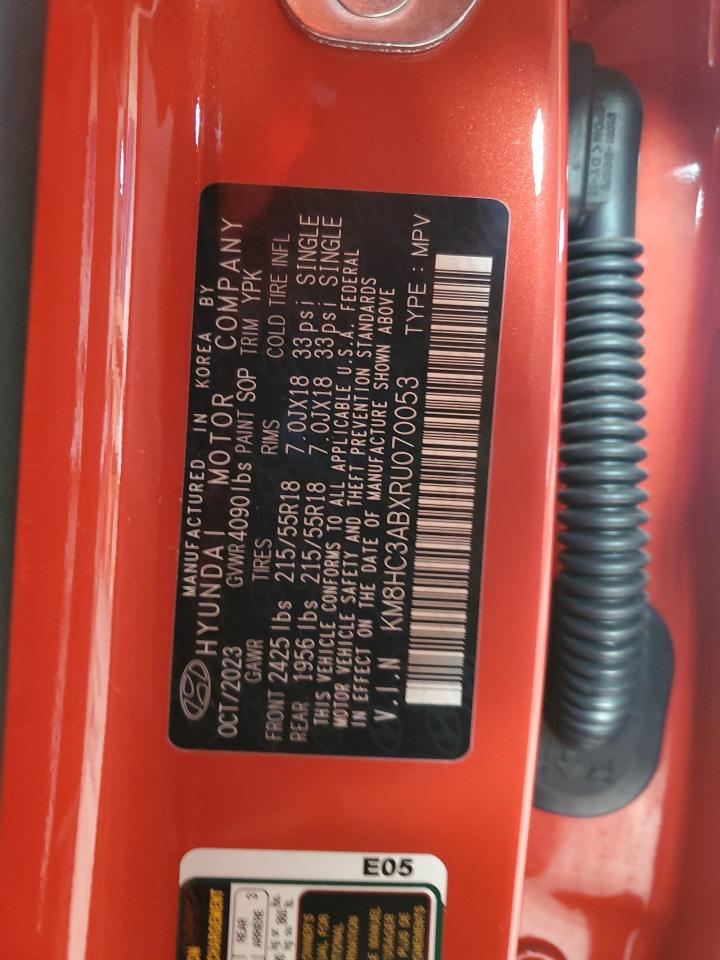 MANUFACTURED IN KOREA BY
HYUNDAI MOTOR COMPANY
OCT/2023 GVWR 4090 lbs PAINT SOP TRIM YPK
GAWR TIRES RIMS COLD TIRE INFL
FRONT 2425 lbs 215/55R18 7.0JX18 33psi SINGLE
REAR 1956 lbs 215/55R18 7.0JX18 33psi SINGLE
THIS VEHICLE CONFORMS TO ALL APPLICABLE U.S.A. FEDERAL
MOTOR VEHICLE SAFETY AND THEFT PREVENTION STANDARDS
IN EFFECT ON THE DATE OF MANUFACTURE SHOWN ABOVE
V.I.N KM8HC3ABXRU070053 TYPE : MPV
E05
REAR
ARRIERE